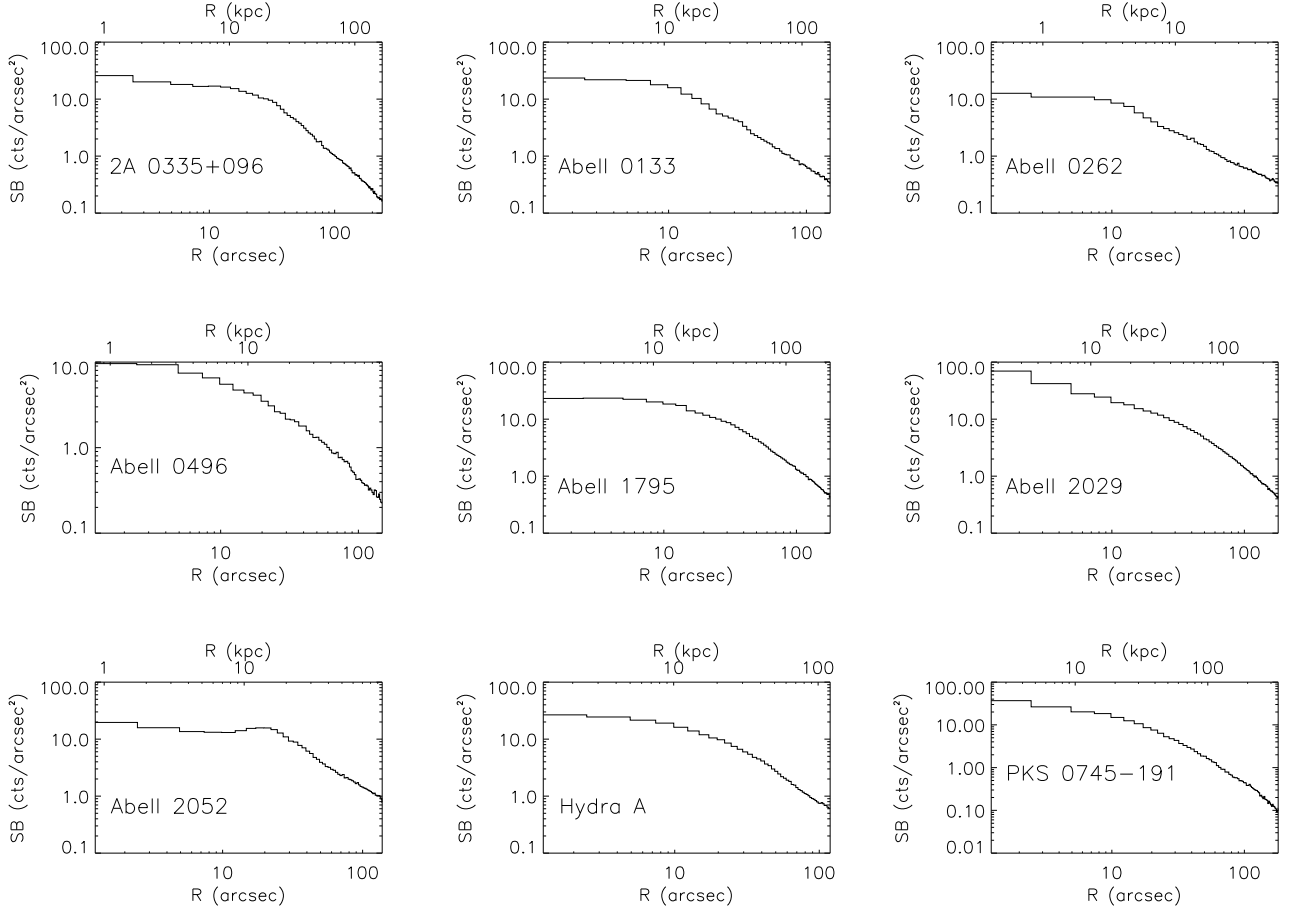 R (kpc)
1 10 100
100.0
10.0
1.0
0.1
SB (cts/arcsec²)
2A 0335+096
10 100
R (arcsec)
R (kpc)
10 100
100.0
10.0
1.0
0.1
SB (cts/arcsec²)
Abell 0133
10 100
R (arcsec)
R (kpc)
1 10
100.0
10.0
1.0
0.1
SB (cts/arcsec²)
Abell 0262
10 100
R (arcsec)
R (kpc)
1 10
10.0
1.0
0.1
SB (cts/arcsec²)
Abell 0496
10 100
R (arcsec)
R (kpc)
10 100
100.0
10.0
1.0
0.1
SB (cts/arcsec²)
Abell 1795
10 100
R (arcsec)
R (kpc)
10 100
100.0
10.0
1.0
0.1
SB (cts/arcsec²)
Abell 2029
10 100
R (arcsec)
R (kpc)
1 10
100.0
10.0
1.0
0.1
SB (cts/arcsec²)
Abell 2052
10 100
R (arcsec)
R (kpc)
10 100
100.0
10.0
1.0
0.1
SB (cts/arcsec²)
Hydra A
10 100
R (arcsec)
R (kpc)
10 100
100.00
10.00
1.00
0.10
0.01
SB (cts/arcsec²)
PKS 0745−191
10 100
R (arcsec)